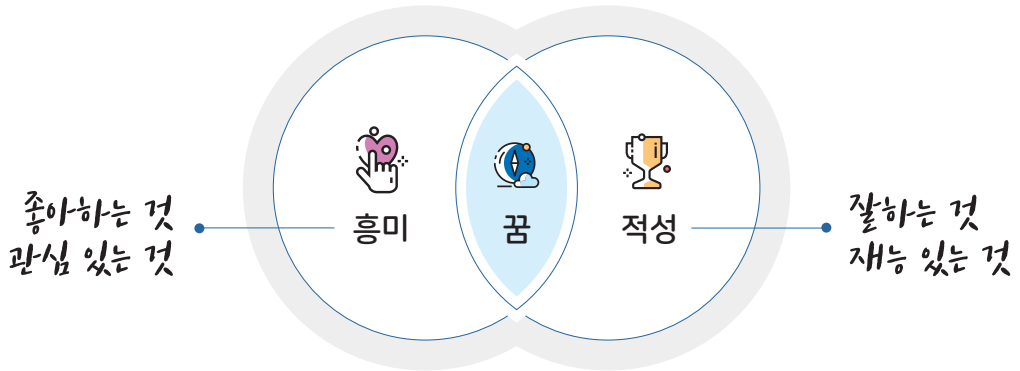 좋아하는 것
관심 있는 것
흥미
꿈
적성
잘하는 것
재능 있는 것